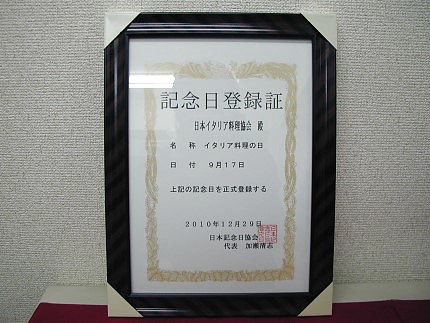 記念日登録証
日本イタリア料理協会 殿
名 称 イタリア料理の日
日 付 9月17日
上記の記念日を正式登録する
2010年12月29日
日本記念日協会
代表 加瀬清志